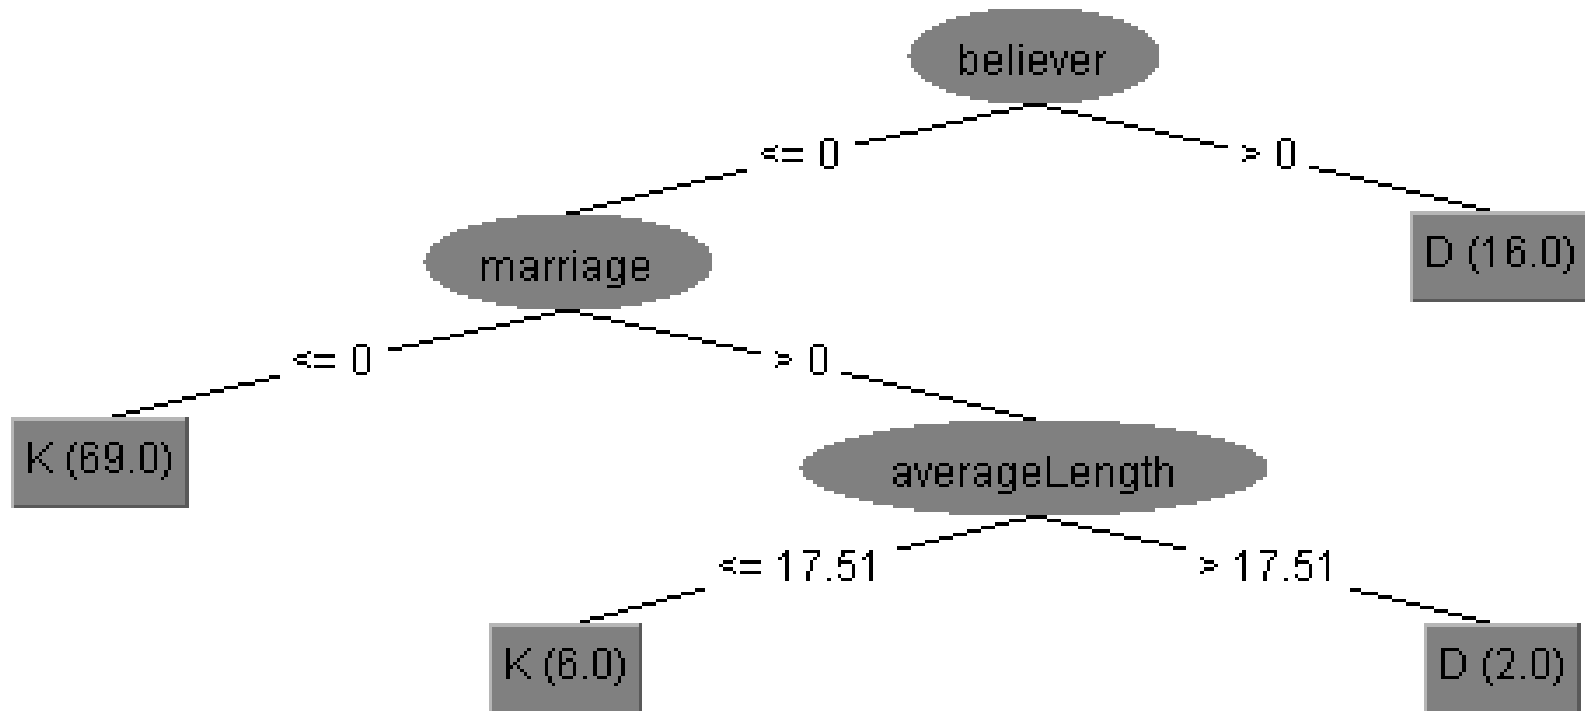 believer
<= 0
> 0
marriage
D (16.0)
<= 0
> 0
K (69.0)
averageLength
<= 17.51
> 17.51
K (6.0)
D (2.0)